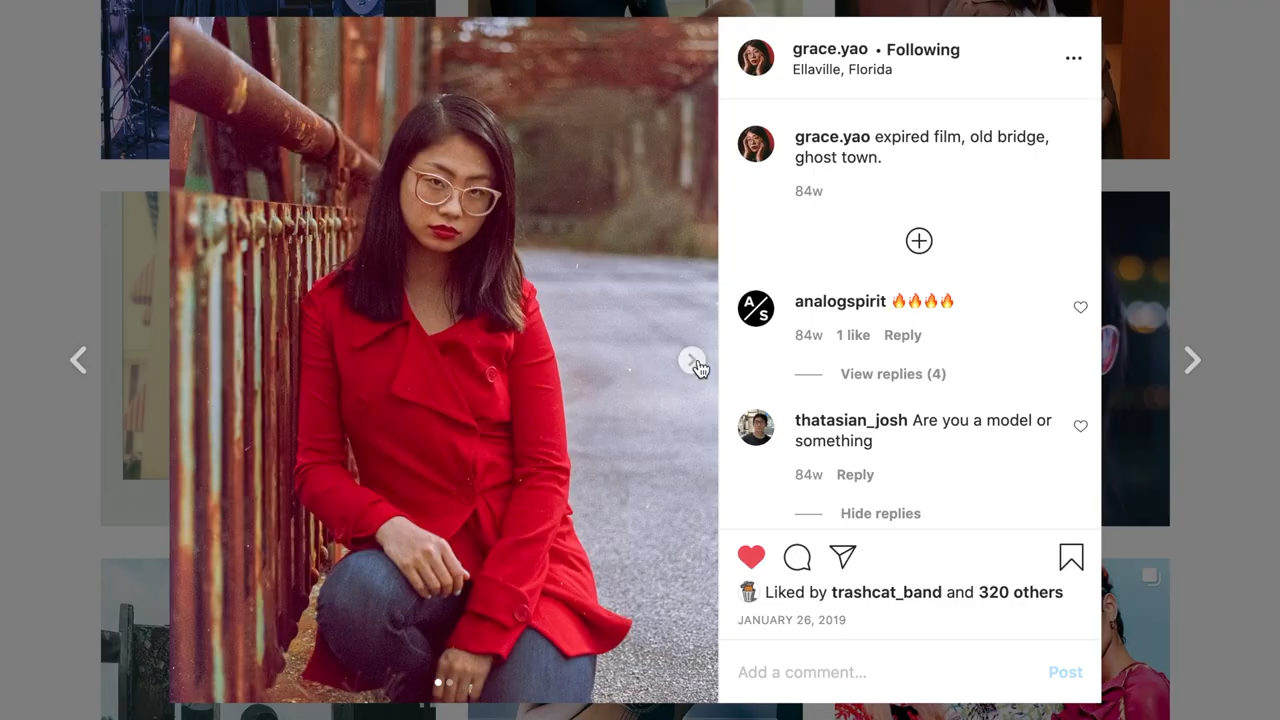 grace.yao • Following
Ellaville, Florida
grace.yao expired film, old bridge,
ghost town.
84w
A/S
analogspirit 🔥🔥🔥🔥
84w 1 like Reply
View replies (4)
thatasian_josh Are you a model or
something
84w Reply
Hide replies
Liked by trashcat_band and 320 others
JANUARY 26, 2019
Add a comment... Post